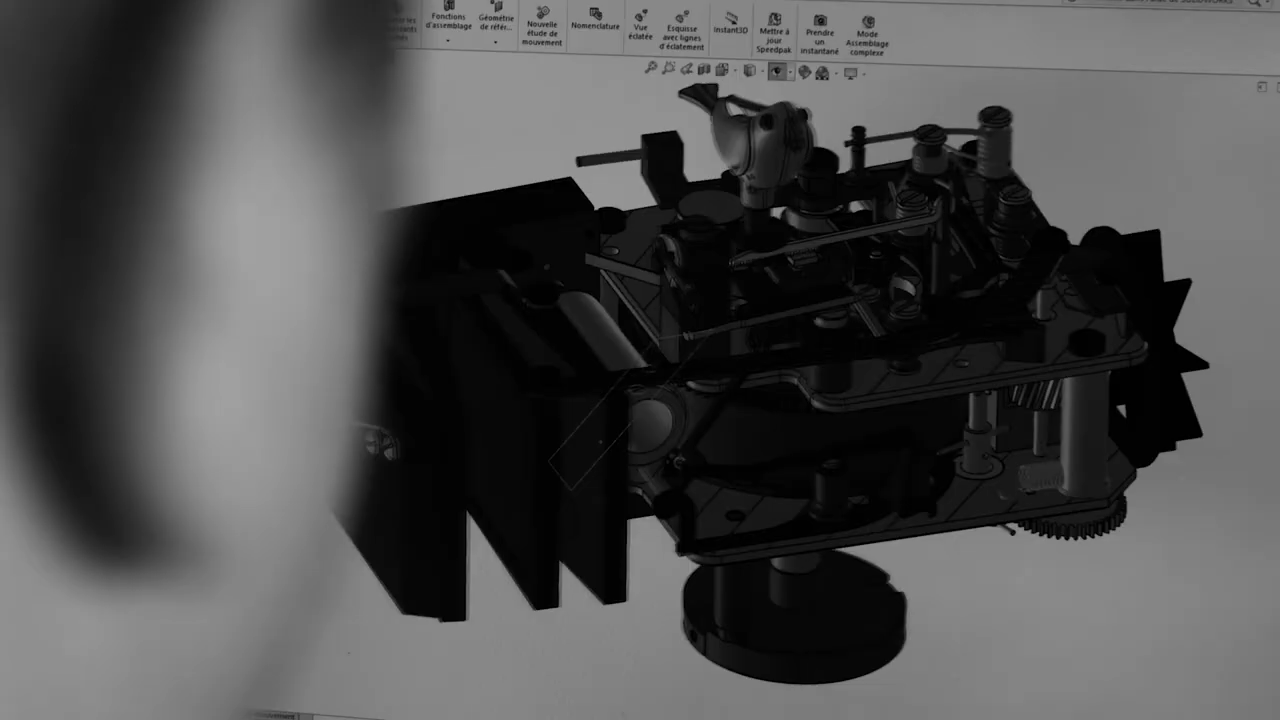 Fonctions
d'assemblage
Géométrie
de référ...
Nouvelle
étude de
mouvement
Nomenclature
Vue
éclatée
Esquisse
avec lignes
d'éclatement
Instant3D
Mettre à
jour
Speedpak
Prendre
un
instantané
Mode
Assemblage
complexe